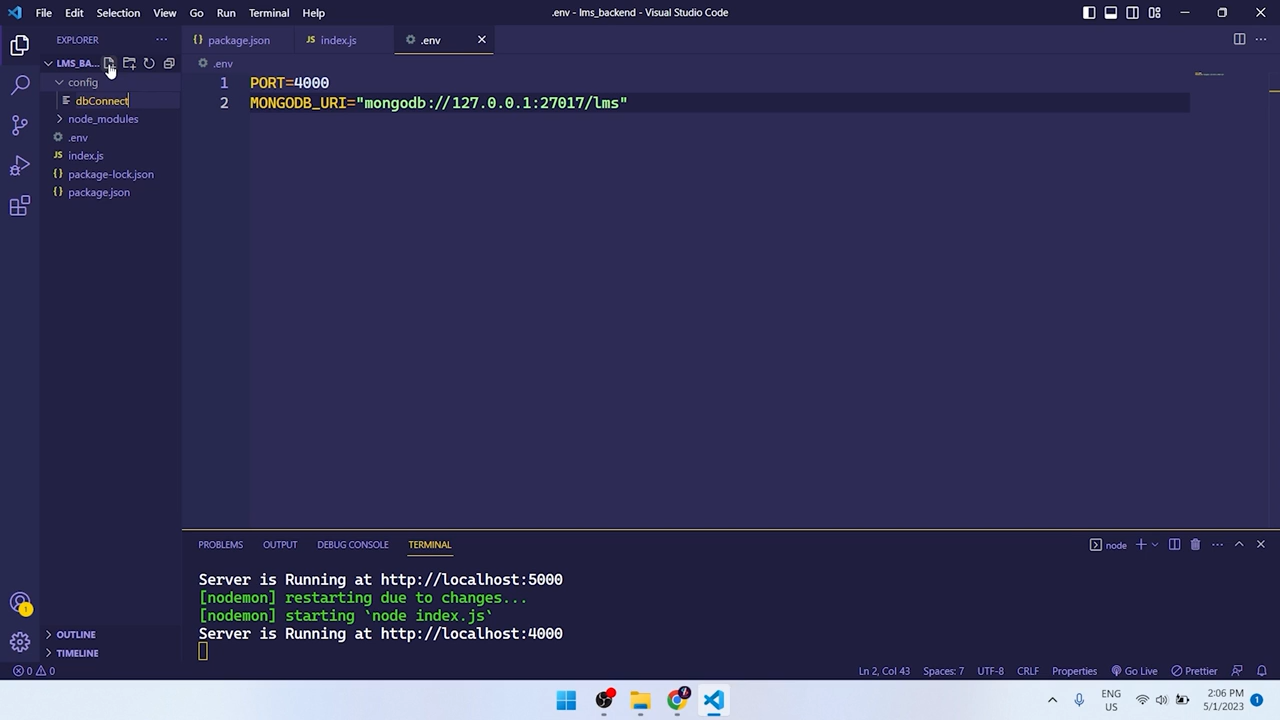 File Edit Selection View Go Run Terminal Help
.env - lms_backend - Visual Studio Code
EXPLORER
LMS_BA...
config
dbConnect
node_modules
.env
index.js
package-lock.json
package.json
OUTLINE
TIMELINE
package.json
index.js
.env
.env
1 PORT=4000
2 MONGODB_URI="mongodb://127.0.0.1:27017/lms"
PROBLEMS OUTPUT DEBUG CONSOLE TERMINAL
node
Server is Running at http://localhost:5000
[nodemon] restarting due to changes...
[nodemon] starting `node index.js`
Server is Running at http://localhost:4000
0 0
Ln 2, Col 43 Spaces: 7 UTF-8 CRLF Properties Go Live Prettier
1
ENG
US
2:06 PM
5/1/2023
1